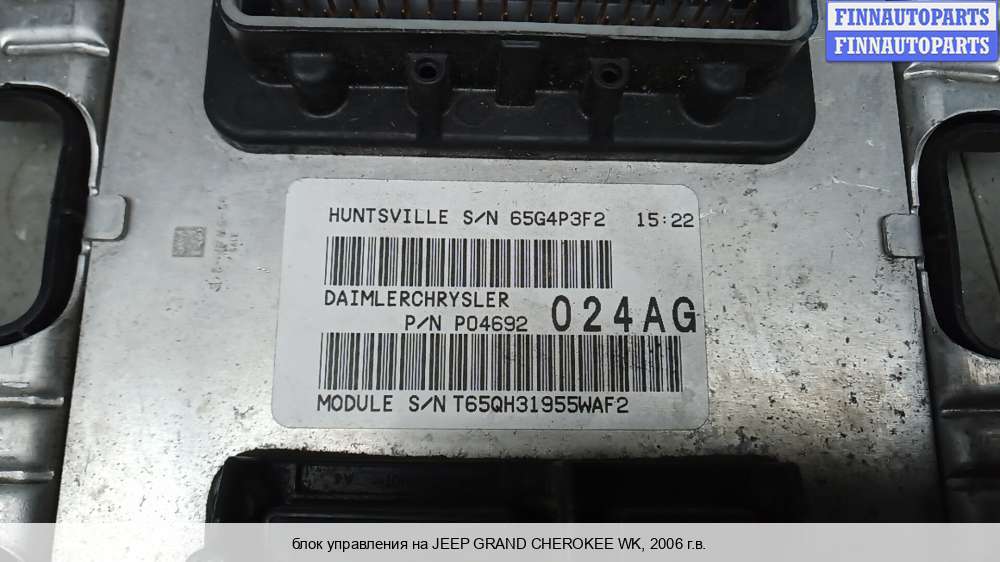 FINNAUTOPARTS
FINNAUTOPARTS
HUNTSVILLE S/N 65G4P3F2 15:22
DAIMLERCHRYSLER
P/N P04692 024AG
MODULE S/N T65QH31955WAF2
блок управления на JEEP GRAND CHEROKEE WK, 2006 г.в.